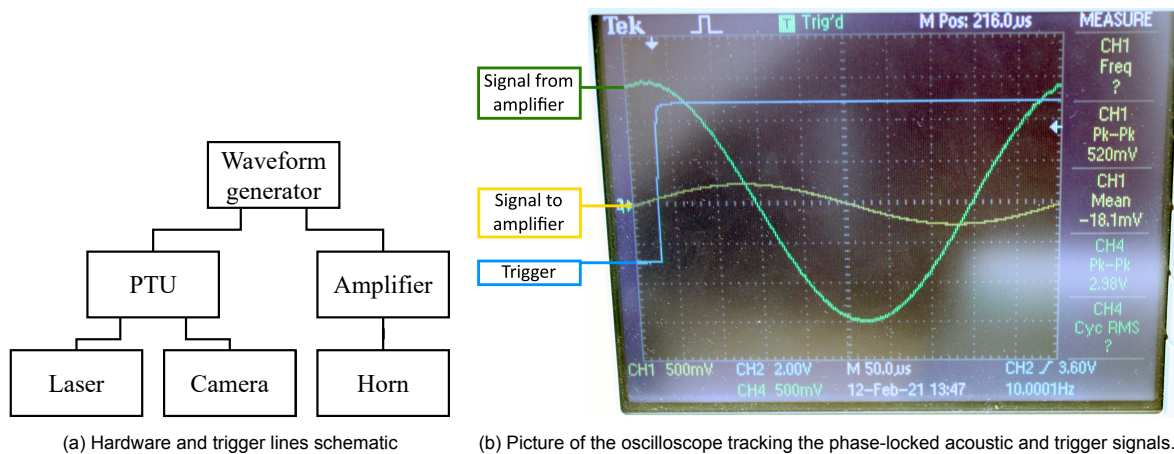 Waveform
generator
PTU
Amplifier
Laser
Camera
Horn
(a) Hardware and trigger lines schematic
Signal from
amplifier
Signal to
amplifier
Trigger
Tek
T Trig'd
M Pos: 216.0us
MEASURE
CH1
Freq
?
CH1
Pk-Pk
520mV
CH1
Mean
-18.1mV
CH4
Pk-Pk
2.98V
CH4
Cyc RMS
?
CH1 500mV CH2 2.00V M 50.0us CH2 3.60V
CH4 500mV 12-Feb-21 13:47 10.0001Hz
(b) Picture of the oscilloscope tracking the phase-locked acoustic and trigger signals.